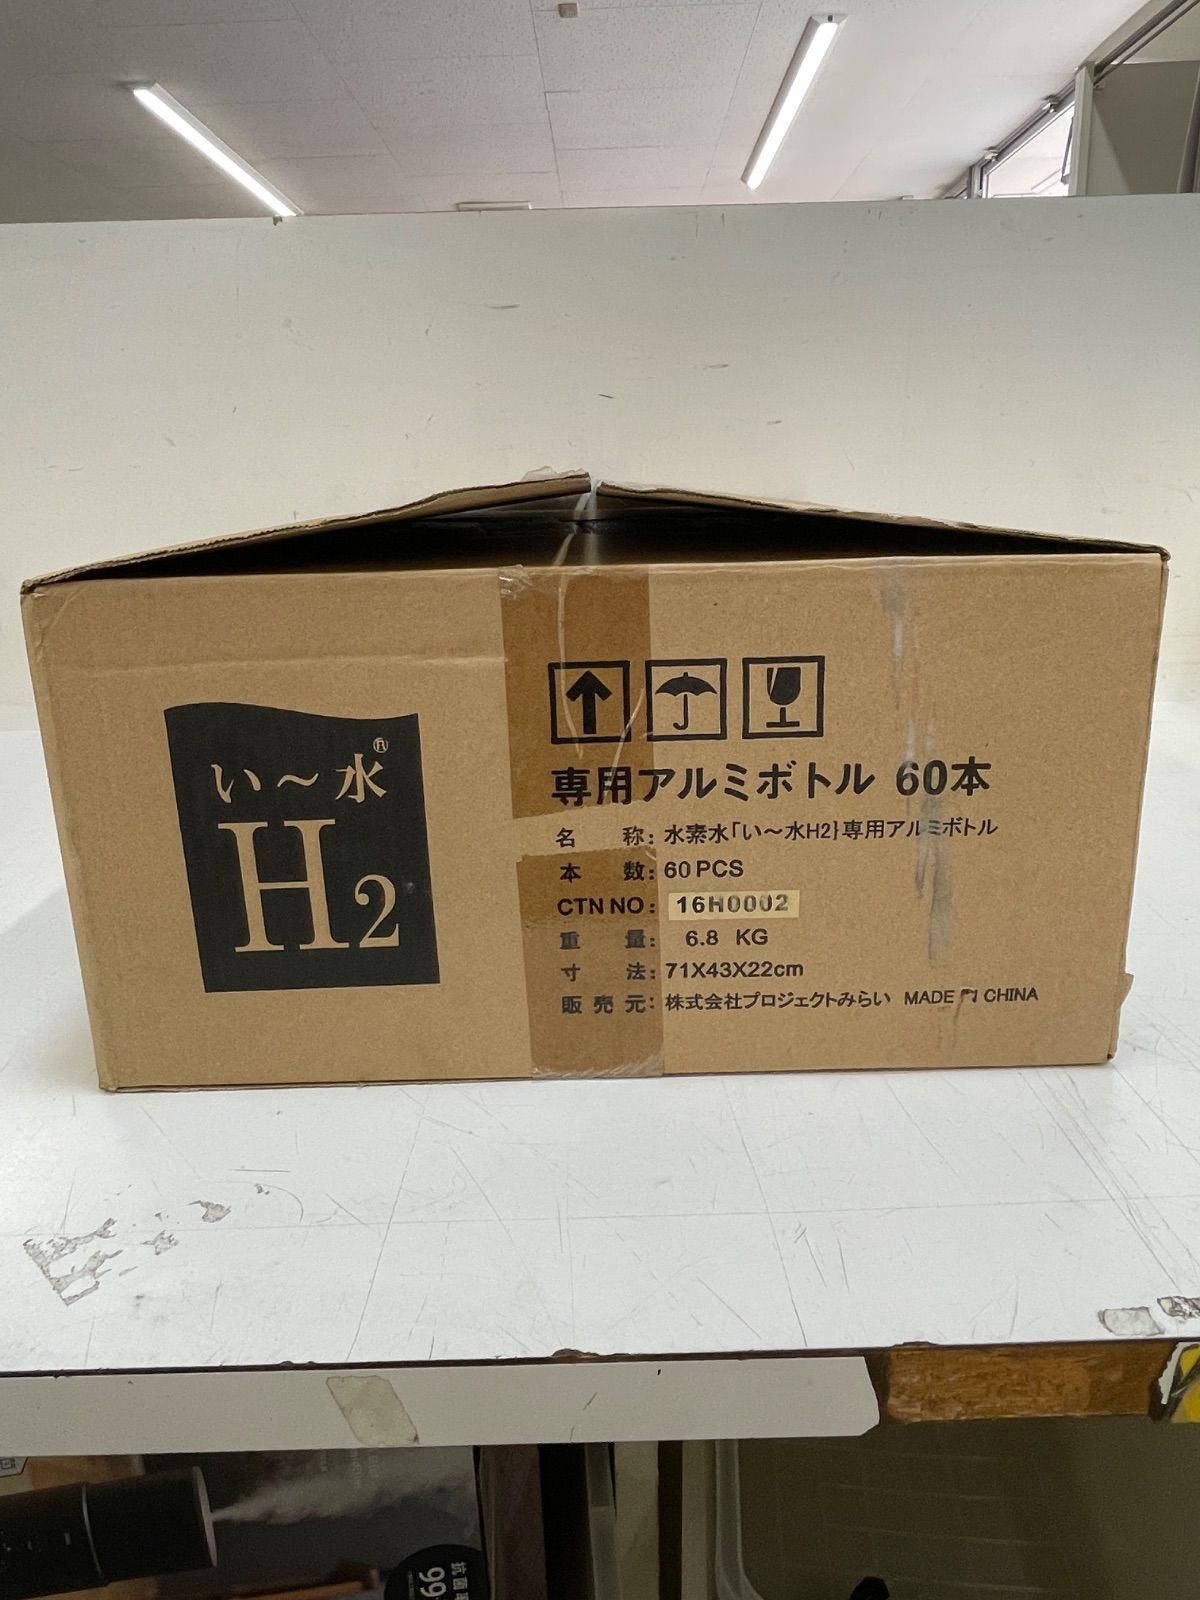 い〜水®
H2
専用アルミボトル 60本
名 称: 水素水「い〜水H2}専用アルミボトル
本 数: 60 PCS
CTN NO: 16H0002
重 量: 6.8 KG
寸 法: 71X43X22cm
販売元: 株式会社プロジェクトみらい MADE CHINA
抗菌
99